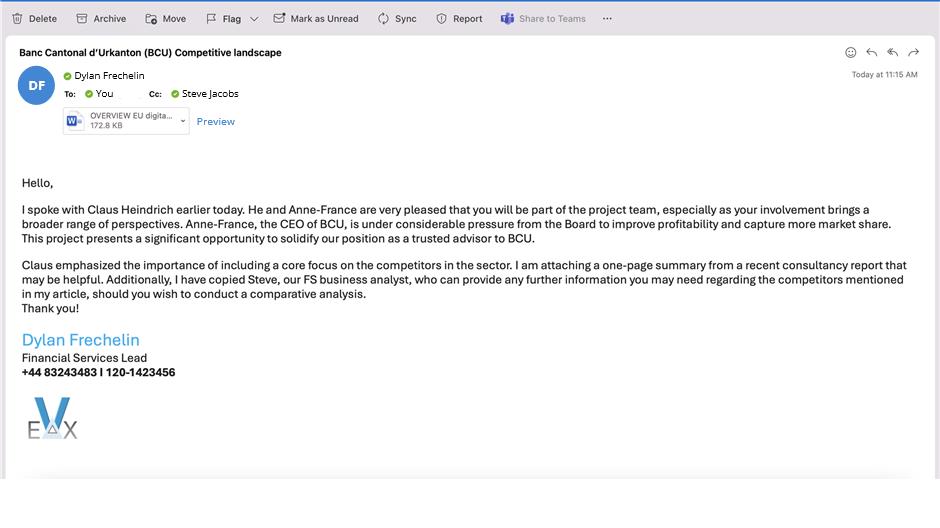 Delete Archive Move Flag Mark as Unread Sync Report Share to Teams ...
Banc Cantonal d'Urkanton (BCU) Competitive landscape
DF
Dylan Frechelin
Today at 11:15 AM
To: You Cc: Steve Jacobs
W
OVERVIEW EU digita...
172.8 KB
Preview
Hello,
I spoke with Claus Heindrich earlier today. He and Anne-France are very pleased that you will be part of the project team, especially as your involvement brings a
broader range of perspectives. Anne-France, the CEO of BCU, is under considerable pressure from the Board to improve profitability and capture more market share.
This project presents a significant opportunity to solidify our position as a trusted advisor to BCU.
Claus emphasized the importance of including a core focus on the competitors in the sector. I am attaching a one-page summary from a recent consultancy report that
may be helpful. Additionally, I have copied Steve, our FS business analyst, who can provide any further information you may need regarding the competitors mentioned
in my article, should you wish to conduct a comparative analysis.
Thank you!
Dylan Frechelin
Financial Services Lead
+44 83243483 I 120-1423456
EVX